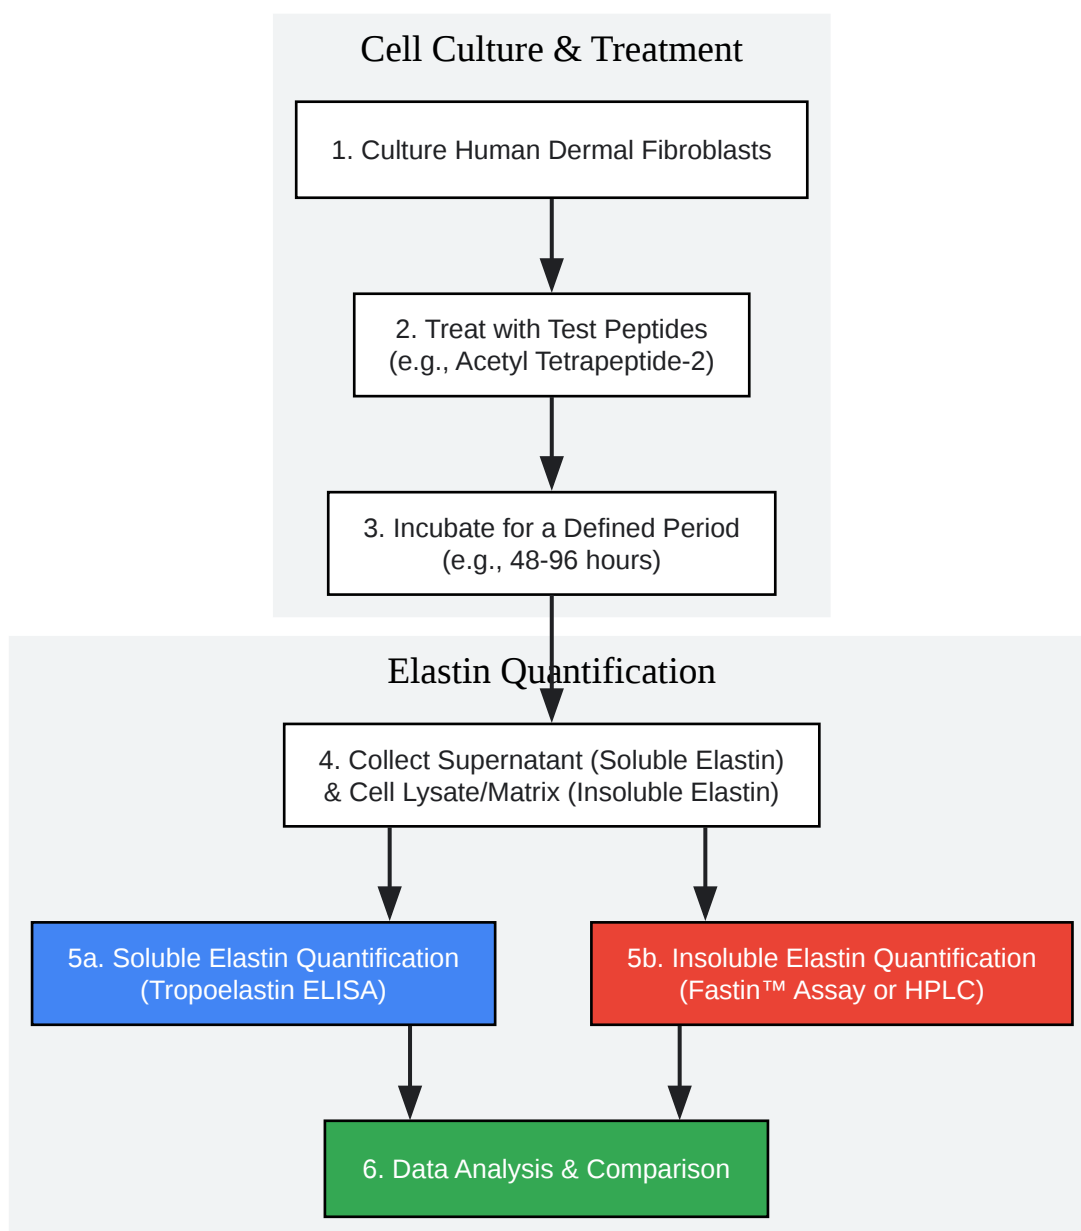 Cell Culture & Treatment
1. Culture Human Dermal Fibroblasts
2. Treat with Test Peptides
(e.g., Acetyl Tetrapeptide-2)
3. Incubate for a Defined Period
(e.g., 48-96 hours)
Elastin Quantification
4. Collect Supernatant (Soluble Elastin)
& Cell Lysate/Matrix (Insoluble Elastin)
5a. Soluble Elastin Quantification
(Tropoelastin ELISA)
5b. Insoluble Elastin Quantification
(Fastin™ Assay or HPLC)
6. Data Analysis & Comparison